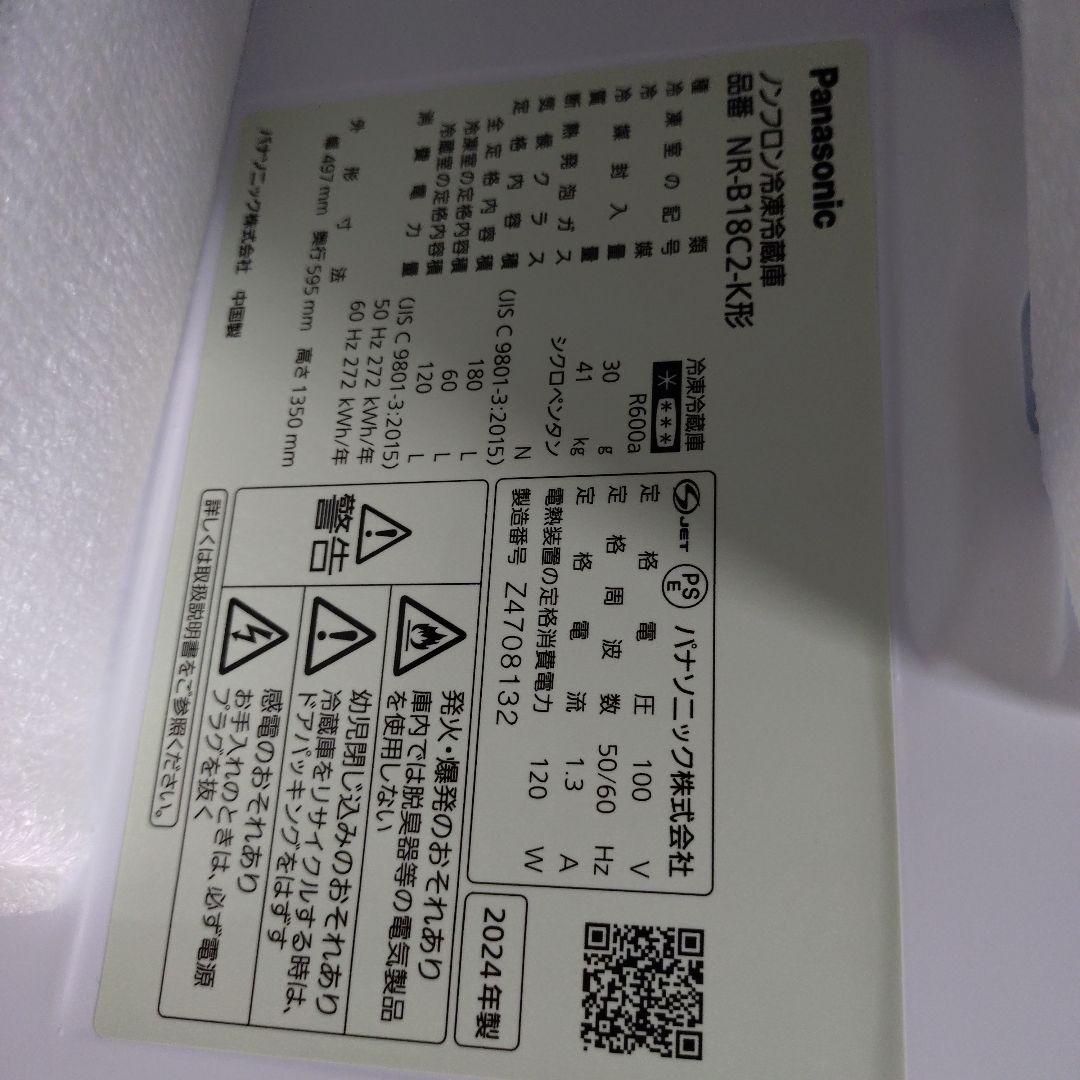 Panasonic
ノンフロン冷凍冷蔵庫
品番 NR-B18C2-K形
種類 冷凍冷蔵庫
冷凍室の記号 * ***
冷媒 R600a
冷媒封入量 30 g
質量 41 kg
断熱発泡ガス シクロペンタン
気候クラス N
定格内容積 (JIS C 9801-3:2015)
全定格内容積 180 L
冷凍室の定格内容積 60 L
冷蔵室の定格内容積 120 L
消費電力量 (JIS C 9801-3:2015)
50 Hz 272 kWh/年
60 Hz 272 kWh/年
外形寸法
幅 497 mm 奥行 595 mm 高さ 1350 mm
パナソニック株式会社 中国製
JET PS E パナソニック株式会社
定格電圧 100 V
定格周波数 50/60 Hz
定格電流 1.3 A
電熱装置の定格消費電力 120 W
製造番号 Z4708132
2024年製
警告
発火・爆発のおそれあり
庫内では脱臭器等の電気製品
を使用しない
幼児閉じ込みのおそれあり
冷蔵庫をリサイクルする時は、
ドアパッキングをはずす
感電のおそれあり
お手入れのときは、必ず電源
プラグを抜く
詳しくは取扱説明書をご参照ください。